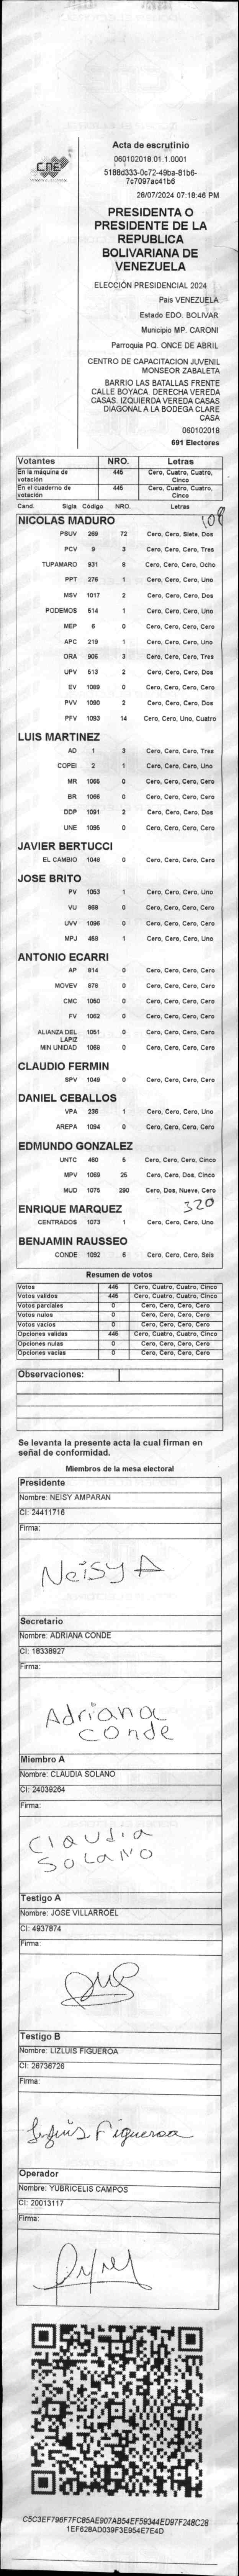 CNE
Acta de escrutinio
060102018.01.1.0001
5188d333-0c72-49ba-81b6-
7c7097ac41b6
28/07/2024 07:18:46 PM
PRESIDENTA O
PRESIDENTE DE LA
REPUBLICA
BOLIVARIANA DE
VENEZUELA
ELECCIÓN PRESIDENCIAL 2024
Pais VENEZUELA
Estado EDO. BOLIVAR
Municipio MP. CARONI
Parroquia PQ. ONCE DE ABRIL
CENTRO DE CAPACITACION JUVENIL
MONSEOR ZABALETA
BARRIO LAS BATALLAS FRENTE
CALLE BOYACA. DERECHA VEREDA
CASAS. IZQUIERDA VEREDA CASAS
DIAGONAL A LA BODEGA CLARE
CASA
060102018
691 Electores
Votantes NRO. Letras
En la máquina de votación 445 Cero, Cuatro, Cuatro, Cinco
En el cuaderno de votación 445 Cero, Cuatro, Cuatro, Cinco
Cand. Sigla Código NRO. Letras
NICOLAS MADURO 109
PSUV 269 72 Cero, Cero, Siete, Dos
PCV 9 3 Cero, Cero, Cero, Tres
TUPAMARO 931 8 Cero, Cero, Cero, Ocho
PPT 276 1 Cero, Cero, Cero, Uno
MSV 1017 2 Cero, Cero, Cero, Dos
PODEMOS 514 1 Cero, Cero, Cero, Uno
MEP 6 0 Cero, Cero, Cero, Cero
APC 219 1 Cero, Cero, Cero, Uno
ORA 906 3 Cero, Cero, Cero, Tres
UPV 513 2 Cero, Cero, Cero, Dos
EV 1089 0 Cero, Cero, Cero, Cero
PVV 1090 2 Cero, Cero, Cero, Dos
PFV 1093 14 Cero, Cero, Uno, Cuatro
LUIS MARTINEZ
AD 1 3 Cero, Cero, Cero, Tres
COPEI 2 1 Cero, Cero, Cero, Uno
MR 1065 0 Cero, Cero, Cero, Cero
BR 1066 0 Cero, Cero, Cero, Cero
DDP 1091 2 Cero, Cero, Cero, Dos
UNE 1095 0 Cero, Cero, Cero, Cero
JAVIER BERTUCCI
EL CAMBIO 1048 0 Cero, Cero, Cero, Cero
JOSE BRITO
PV 1053 1 Cero, Cero, Cero, Uno
VU 868 0 Cero, Cero, Cero, Cero
UVV 1096 0 Cero, Cero, Cero, Cero
MPJ 459 1 Cero, Cero, Cero, Uno
ANTONIO ECARRI
AP 814 0 Cero, Cero, Cero, Cero
MOVEV 878 0 Cero, Cero, Cero, Cero
CMC 1050 0 Cero, Cero, Cero, Cero
FV 1062 0 Cero, Cero, Cero, Cero
ALIANZA DEL LAPIZ 1051 0 Cero, Cero, Cero, Cero
MIN UNIDAD 1069 0 Cero, Cero, Cero, Cero
CLAUDIO FERMIN
SPV 1049 0 Cero, Cero, Cero, Cero
DANIEL CEBALLOS
VPA 236 1 Cero, Cero, Cero, Uno
AREPA 1094 0 Cero, Cero, Cero, Cero
EDMUNDO GONZALEZ
UNTC 460 5 Cero, Cero, Cero, Cinco
MPV 1059 25 Cero, Cero, Dos, Cinco
MUD 1075 290 Cero, Dos, Nueve, Cero
320
ENRIQUE MARQUEZ
CENTRADOS 1073 1 Cero, Cero, Cero, Uno
BENJAMIN RAUSSEO
CONDE 1092 6 Cero, Cero, Cero, Seis
Resumen de votos
Votos 445 Cero, Cuatro, Cuatro, Cinco
Votos validos 445 Cero, Cuatro, Cuatro, Cinco
Votos parciales 0 Cero, Cero, Cero, Cero
Votos nulos 0 Cero, Cero, Cero, Cero
Votos vacios 0 Cero, Cero, Cero, Cero
Opciones validas 445 Cero, Cuatro, Cuatro, Cinco
Opciones nulas 0 Cero, Cero, Cero, Cero
Opciones vacias 0 Cero, Cero, Cero, Cero
Observaciones:
Se levanta la presente acta la cual firman en
señal de conformidad.
Miembros de la mesa electoral
Presidente
Nombre: NEISY AMPARAN
CI: 24411716
Firma:
Neisy A
Secretario
Nombre: ADRIANA CONDE
CI: 18338927
Firma:
Adriana
conde
Miembro A
Nombre: CLAUDIA SOLANO
CI: 24039264
Firma:
Claudia
Solano
Testigo A
Nombre: JOSE VILLARROEL
CI: 4937874
Firma:
Testigo B
Nombre: LIZLUIS FIGUEROA
CI: 26736726
Firma:
Figueroa
Operador
Nombre: YUBRICELIS CAMPOS
CI: 20013117
Firma:
C5C3EF796F7FC85AE907AB54EF59344ED97F248C28
1EF628AD039F3E954E7E4D